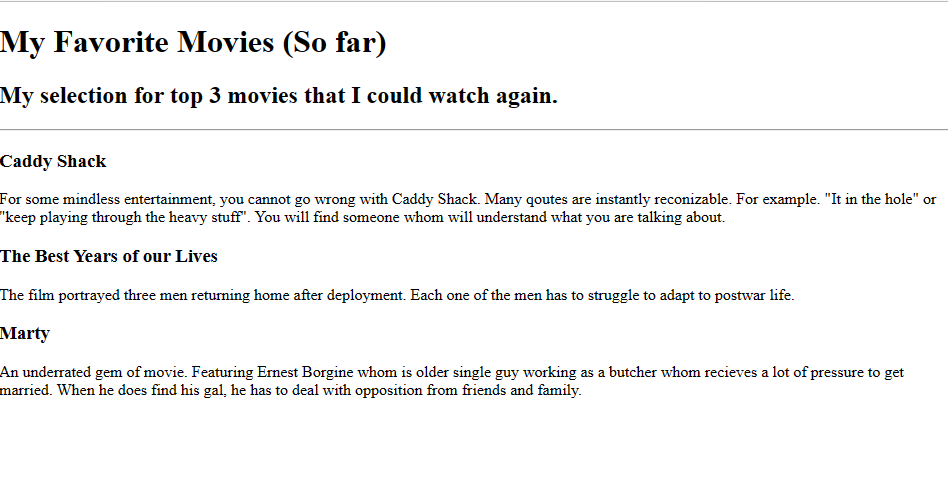 My Favorite Movies (So far)
My selection for top 3 movies that I could watch again.
Caddy Shack
For some mindless entertainment, you cannot go wrong with Caddy Shack. Many qoutes are instantly reconizable. For example. "It in the hole" or
"keep playing through the heavy stuff". You will find someone whom will understand what you are talking about.
The Best Years of our Lives
The film portrayed three men returning home after deployment. Each one of the men has to struggle to adapt to postwar life.
Marty
An underrated gem of movie. Featuring Ernest Borgine whom is older single guy working as a butcher whom recieves a lot of pressure to get
married. When he does find his gal, he has to deal with opposition from friends and family.